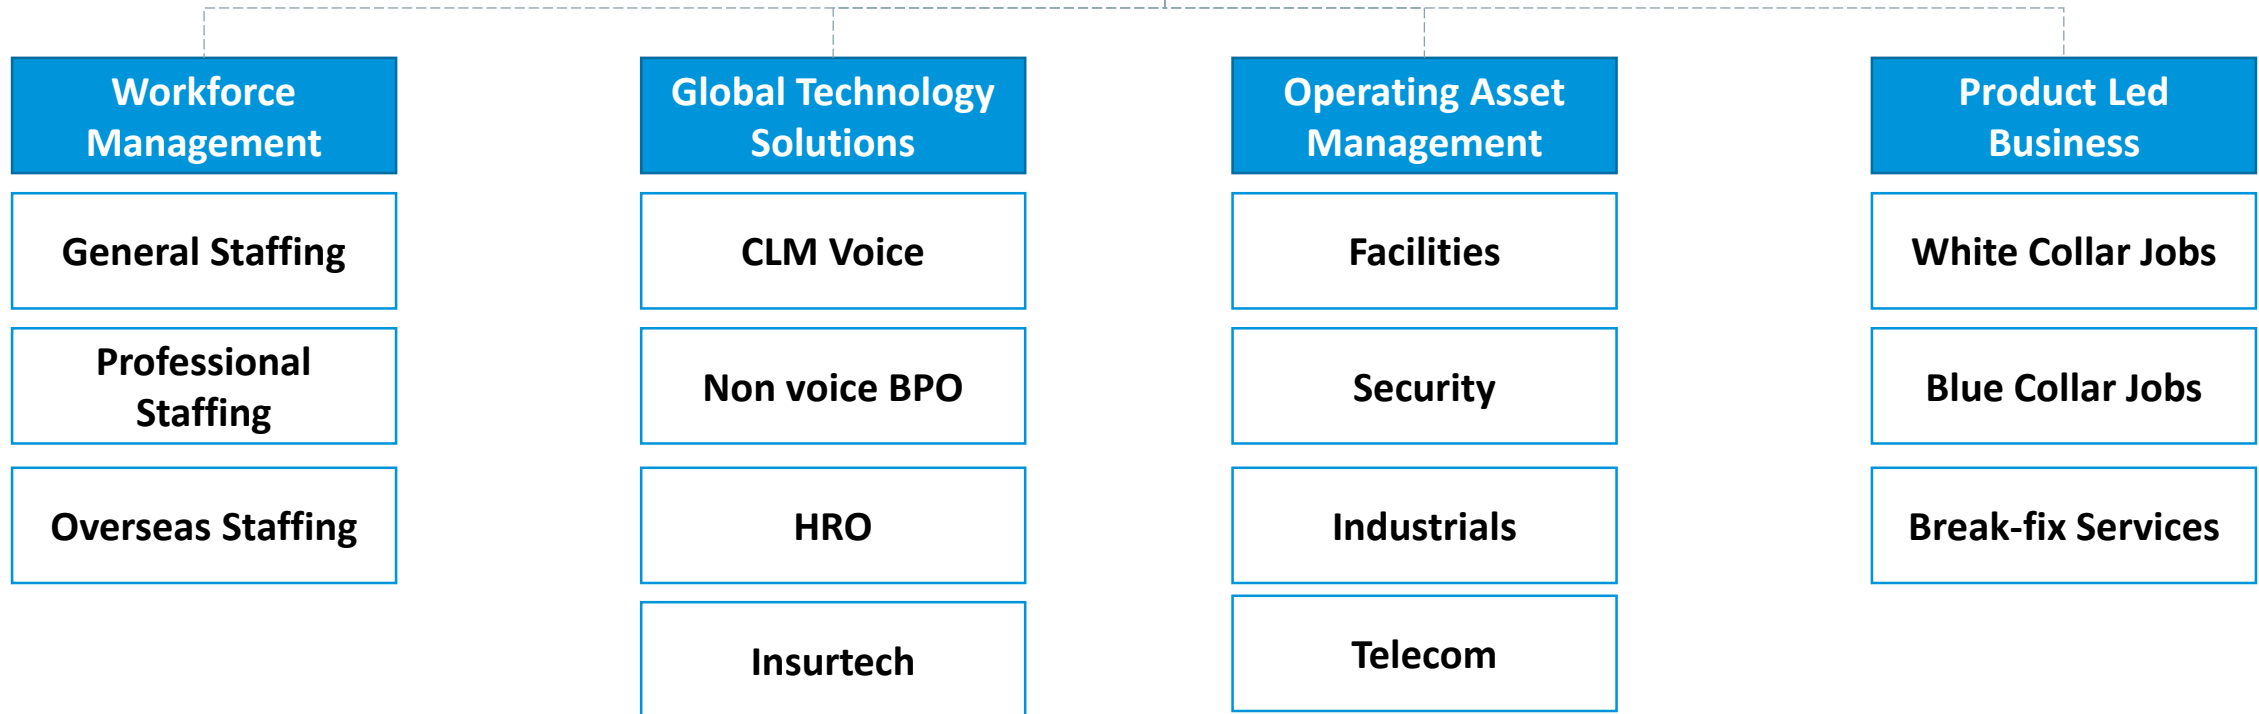 Workforce
Management
General Staffing
Professional
Staffing
Overseas Staffing
Global Technology
Solutions
CLM Voice
Non voice BPO
HRO
Insurtech
Operating Asset
Management
Facilities
Security
Industrials
Telecom
Product Led
Business
White Collar Jobs
Blue Collar Jobs
Break-fix Services